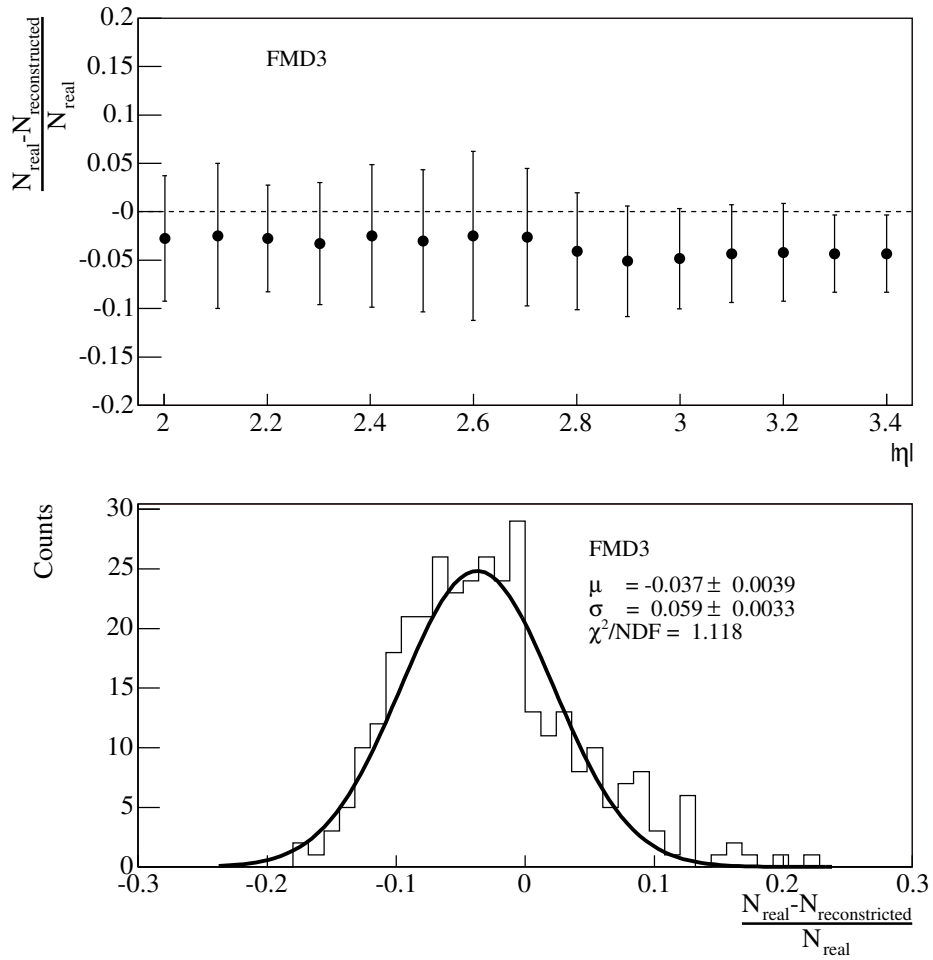 0.2
0.15
0.1
0.05
-0
-0.05
-0.1
-0.15
-0.2
N_real-N_reconstructed
N_real
FMD3
2 2.2 2.4 2.6 2.8 3 3.2 3.4
|η|
30
25
20
15
10
5
0
Counts
FMD3
μ = -0.037 ± 0.0039
σ = 0.059 ± 0.0033
χ²/NDF = 1.118
-0.3 -0.2 -0.1 0 0.1 0.2 0.3
N_real-N_reconstricted
N_real